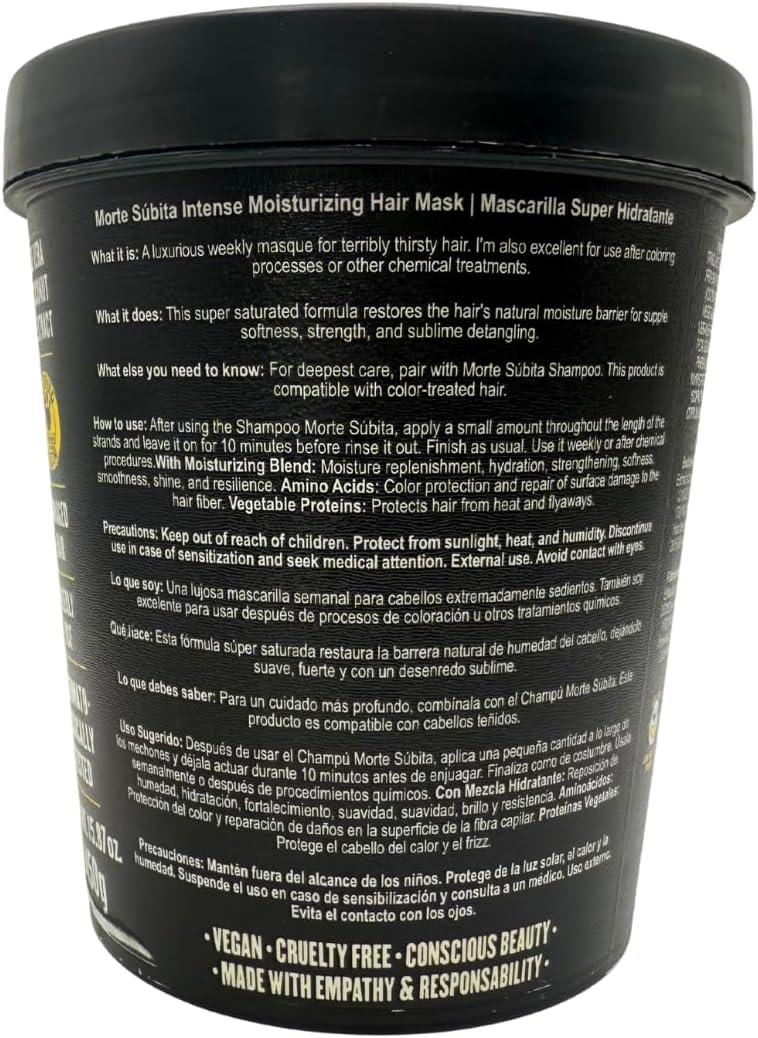 Morte Súbita Intense Moisturizing Hair Mask | Mascarilla Super Hidratante
What it is: A luxurious weekly masque for terribly thirsty hair. I'm also excellent for use after coloring
processes or other chemical treatments.
What it does: This super saturated formula restores the hair's natural moisture barrier for supple
softness, strength, and sublime detangling.
What else you need to know: For deepest care, pair with Morte Súbita Shampoo. This product is
compatible with color-treated hair.
How to use: After using the Shampoo Morte Súbita, apply a small amount throughout the length of the
strands and leave it on for 10 minutes before rinse it out. Finish as usual. Use it weekly or after chemical
procedures.With Moisturizing Blend: Moisture replenishment, hydration, strengthening, softness,
smoothness, shine, and resilience. Amino Acids: Color protection and repair of surface damage to the
hair fiber. Vegetable Proteins: Protects hair from heat and flyaways.
Precautions: Keep out of reach of children. Protect from sunlight, heat, and humidity. Discontinue
use in case of sensitization and seek medical attention. External use. Avoid contact with eyes.
Lo que soy: Una lujosa mascarilla semanal para cabellos extremadamente sedientos. También soy
excelente para usar después de procesos de coloración u otros tratamientos químicos.
Qué hace: Esta fórmula súper saturada restaura la barrera natural de humedad del cabello, dejándolo
suave, fuerte y con un desenredo sublime.
Lo que debes saber: Para un cuidado más profundo, combinala con el Champú Morte Súbita. Este
producto es compatible con cabellos teñidos.
Uso Sugerido: Después de usar el Champú Morte Súbita, aplica una pequeña cantidad a lo largo de
los mechones y déjala actuar durante 10 minutos antes de enjuagar. Finaliza como de costumbre. Úsala
semanalmente o después de procedimientos químicos. Con Mezcla Hidratante: Reposición de
humedad, hidratación, fortalecimiento, suavidad, suavidad, brillo y resistencia. Aminoácidos:
Protección del color y reparación de daños en la superficie de la fibra capilar. Proteínas Vegetales:
Protege el cabello del calor y el frizz.
Precauciones: Mantén fuera del alcance de los niños. Protege de la luz solar, el calor y la
humedad. Suspende el uso en caso de sensibilización y consulta a un médico. Uso externo.
Evita el contacto con los ojos.
• VEGAN • CRUELTY FREE • CONSCIOUS BEAUTY •
• MADE WITH EMPATHY & RESPONSABILITY •
15.87oz.